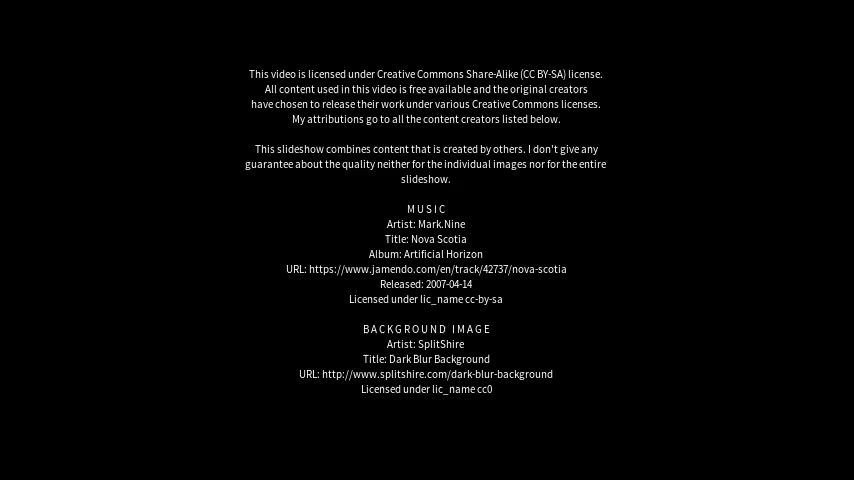 This video is licensed under Creative Commons Share-Alike (CC BY-SA) license.
All content used in this video is free available and the original creators
have chosen to release their work under various Creative Commons licenses.
My attributions go to all the content creators listed below.
This slideshow combines content that is created by others. I don't give any
guarantee about the quality neither for the individual images nor for the entire
slideshow.
MUSIC
Artist: Mark.Nine
Title: Nova Scotia
Album: Artificial Horizon
URL: https://www.jamendo.com/en/track/42737/nova-scotia
Released: 2007-04-14
Licensed under lic_name cc-by-sa
BACKGROUND IMAGE
Artist: SplitShire
Title: Dark Blur Background
URL: http://www.splitshire.com/dark-blur-background
Licensed under lic_name cc0